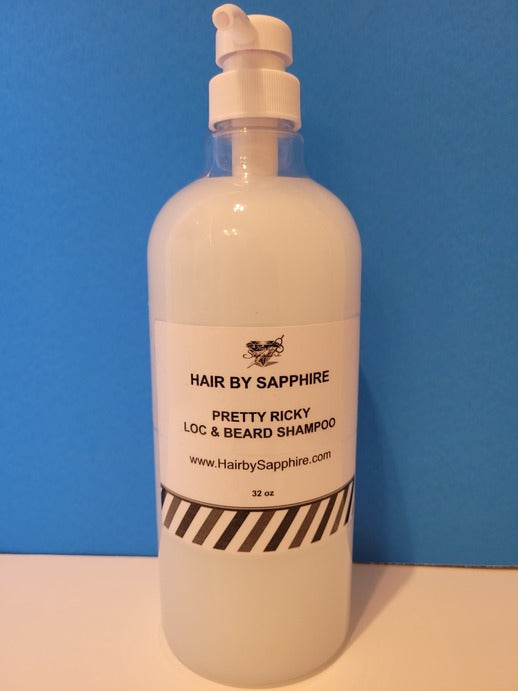 HAIR BY SAPPHIRE
PRETTY RICKY
LOC & BEARD SHAMPOO
www.HairbySapphire.com
32 oz